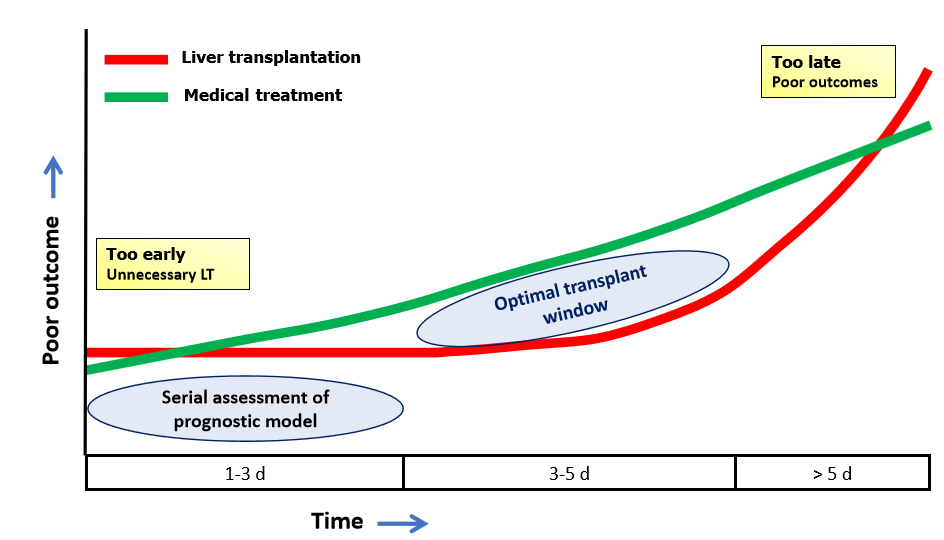 Liver transplantation
Medical treatment
Too late
Poor outcomes
Poor outcome
Too early
Unnecessary LT
Optimal transplant
window
Serial assessment of
prognostic model
1-3 d
3-5 d
> 5 d
Time